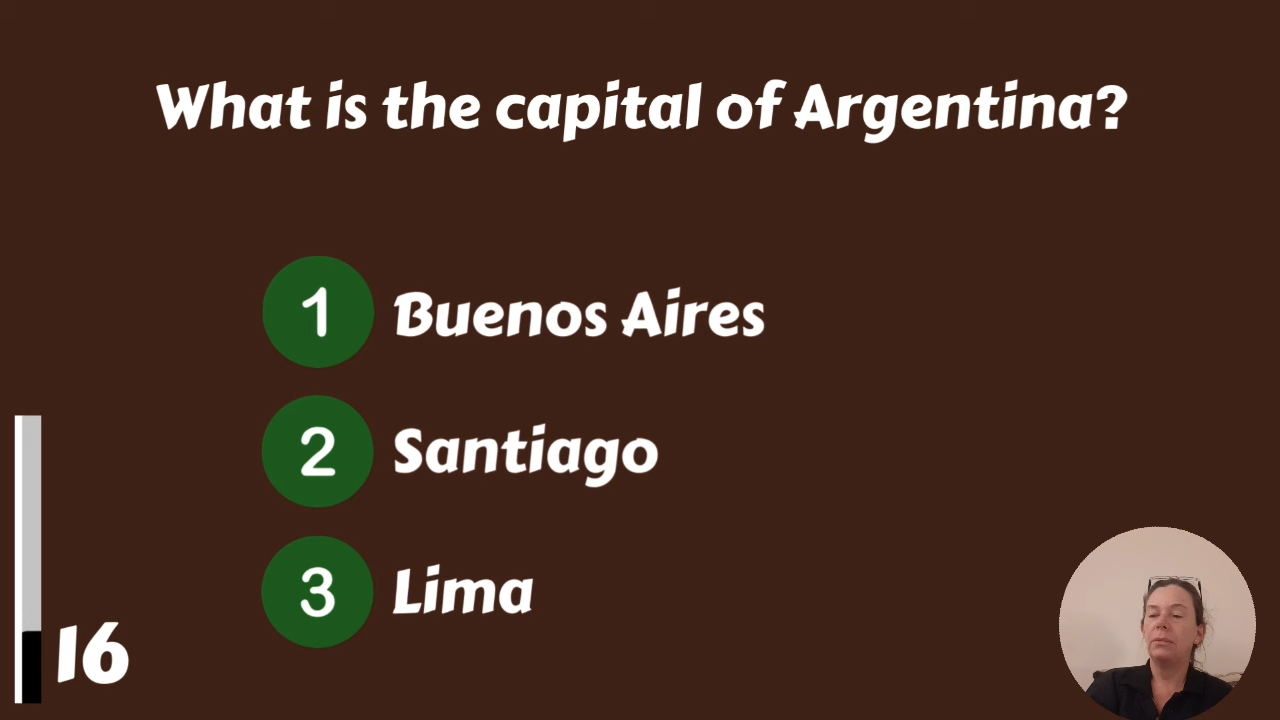 What is the capital of Argentina?
1 Buenos Aires
2 Santiago
3 Lima
16